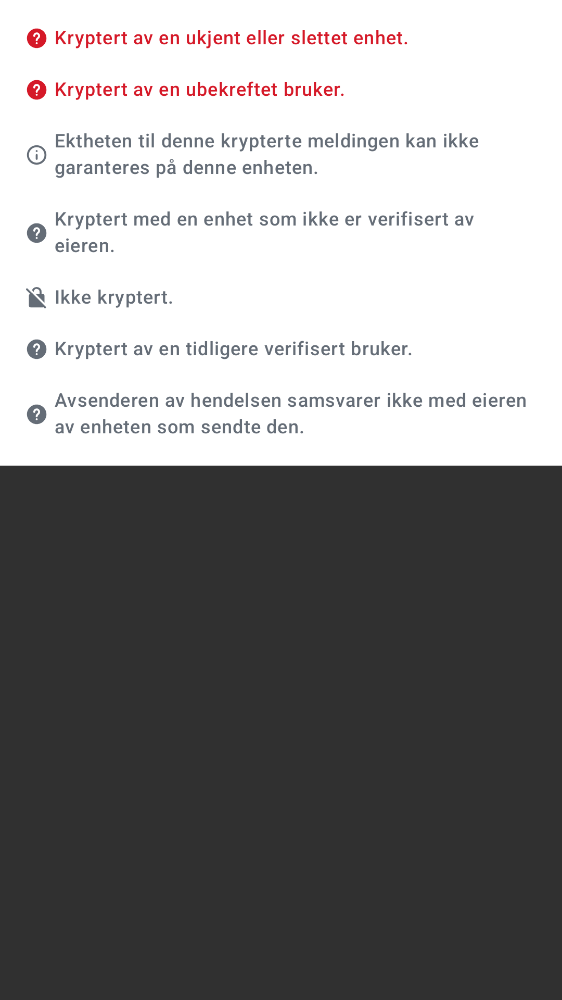 Kryptert av en ukjent eller slettet enhet.
Kryptert av en ubekreftet bruker.
Ektheten til denne krypterte meldingen kan ikke
garanteres på denne enheten.
Kryptert med en enhet som ikke er verifisert av
eieren.
Ikke kryptert.
Kryptert av en tidligere verifisert bruker.
Avsenderen av hendelsen samsvarer ikke med eieren
av enheten som sendte den.